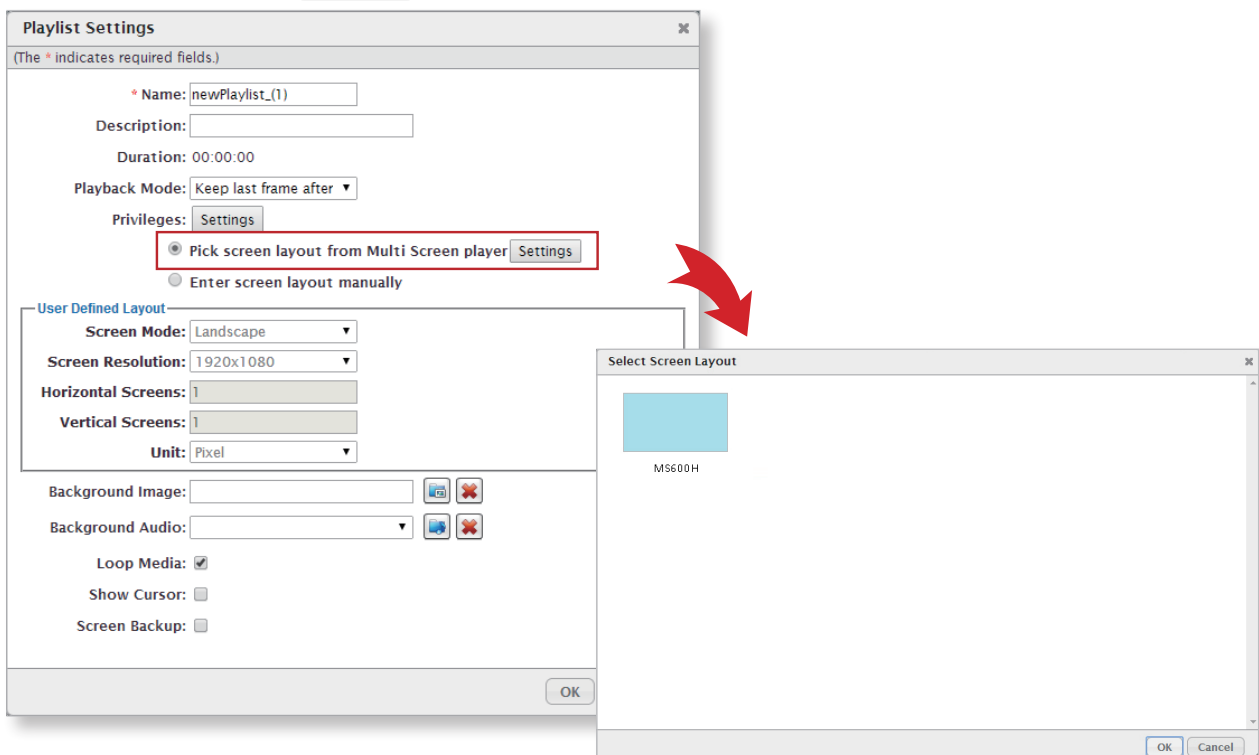 Playlist Settings
(The * indicates required fields.)
* Name: newPlaylist_(1)
Description:
Duration: 00:00:00
Playback Mode: Keep last frame after
Privileges: Settings
Pick screen layout from Multi Screen player Settings
Enter screen layout manually
User Defined Layout
Screen Mode: Landscape
Screen Resolution: 1920x1080
Horizontal Screens: 1
Vertical Screens: 1
Unit: Pixel
Background Image:
Background Audio:
Loop Media:
Show Cursor:
Screen Backup:
OK
Select Screen Layout
MS600H
OK Cancel